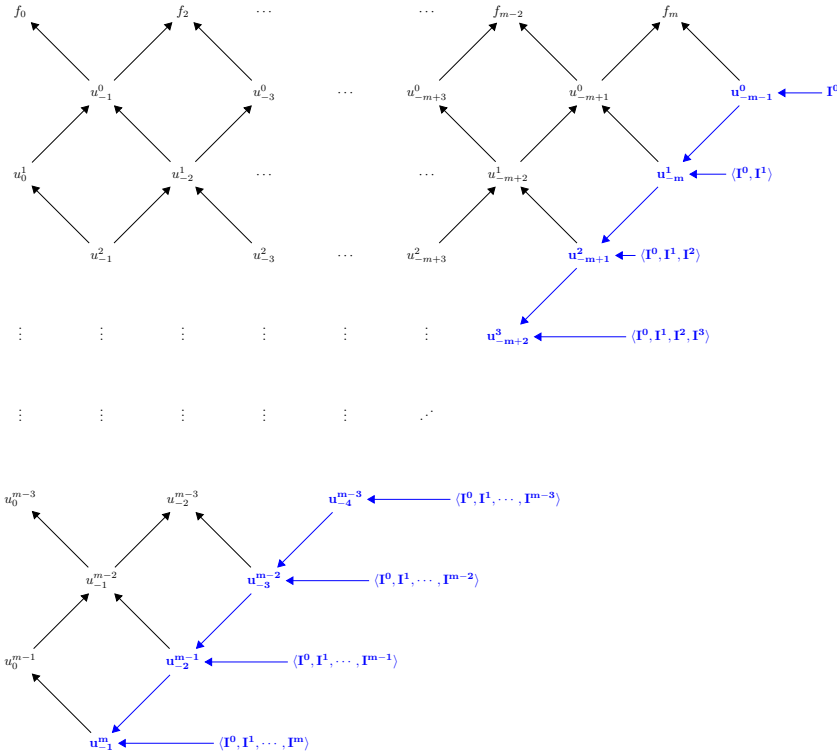 f_0 f_2 ⋯ ⋯ f_{m−2} f_m
u^0_{−1} u^0_{−3} ⋯ u^0_{−m+3} u^0_{−m+1} u^0_{−m−1} I^0
u^1_0 u^1_{−2} ⋯ ⋯ u^1_{−m+2} u^1_{−m} ⟨I^0, I^1⟩
u^2_{−1} u^2_{−3} ⋯ u^2_{−m+3} u^2_{−m+1} ⟨I^0, I^1, I^2⟩
⋮ ⋮ ⋮ ⋮ ⋮ ⋮ u^3_{−m+2} ⟨I^0, I^1, I^2, I^3⟩
⋮ ⋮ ⋮ ⋮ ⋮ ⋰
u^{m−3}_0 u^{m−3}_{−2} u^{m−3}_{−4} ⟨I^0, I^1, ⋯ , I^{m−3}⟩
u^{m−2}_{−1} u^{m−2}_{−3} ⟨I^0, I^1, ⋯ , I^{m−2}⟩
u^{m−1}_0 u^{m−1}_{−2} ⟨I^0, I^1, ⋯ , I^{m−1}⟩
u^m_{−1} ⟨I^0, I^1, ⋯ , I^m⟩